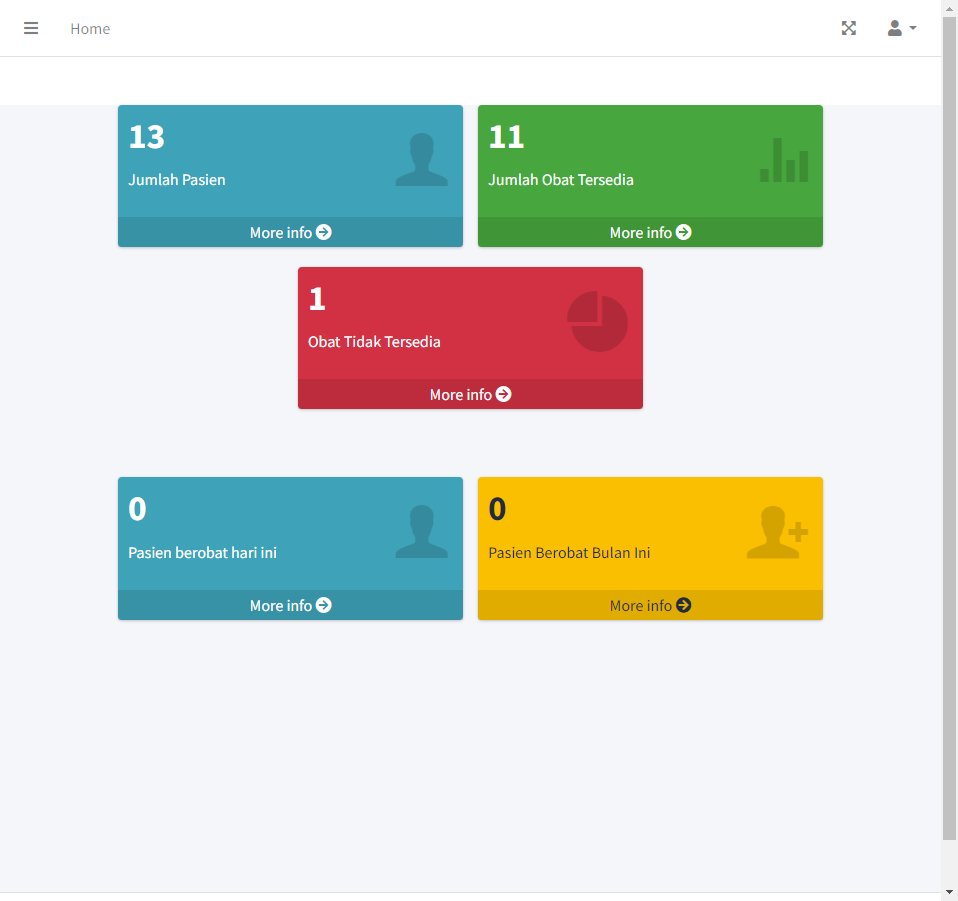 Home
13
Jumlah Pasien
More info
11
Jumlah Obat Tersedia
More info
1
Obat Tidak Tersedia
More info
0
Pasien berobat hari ini
More info
0
Pasien Berobat Bulan Ini
More info